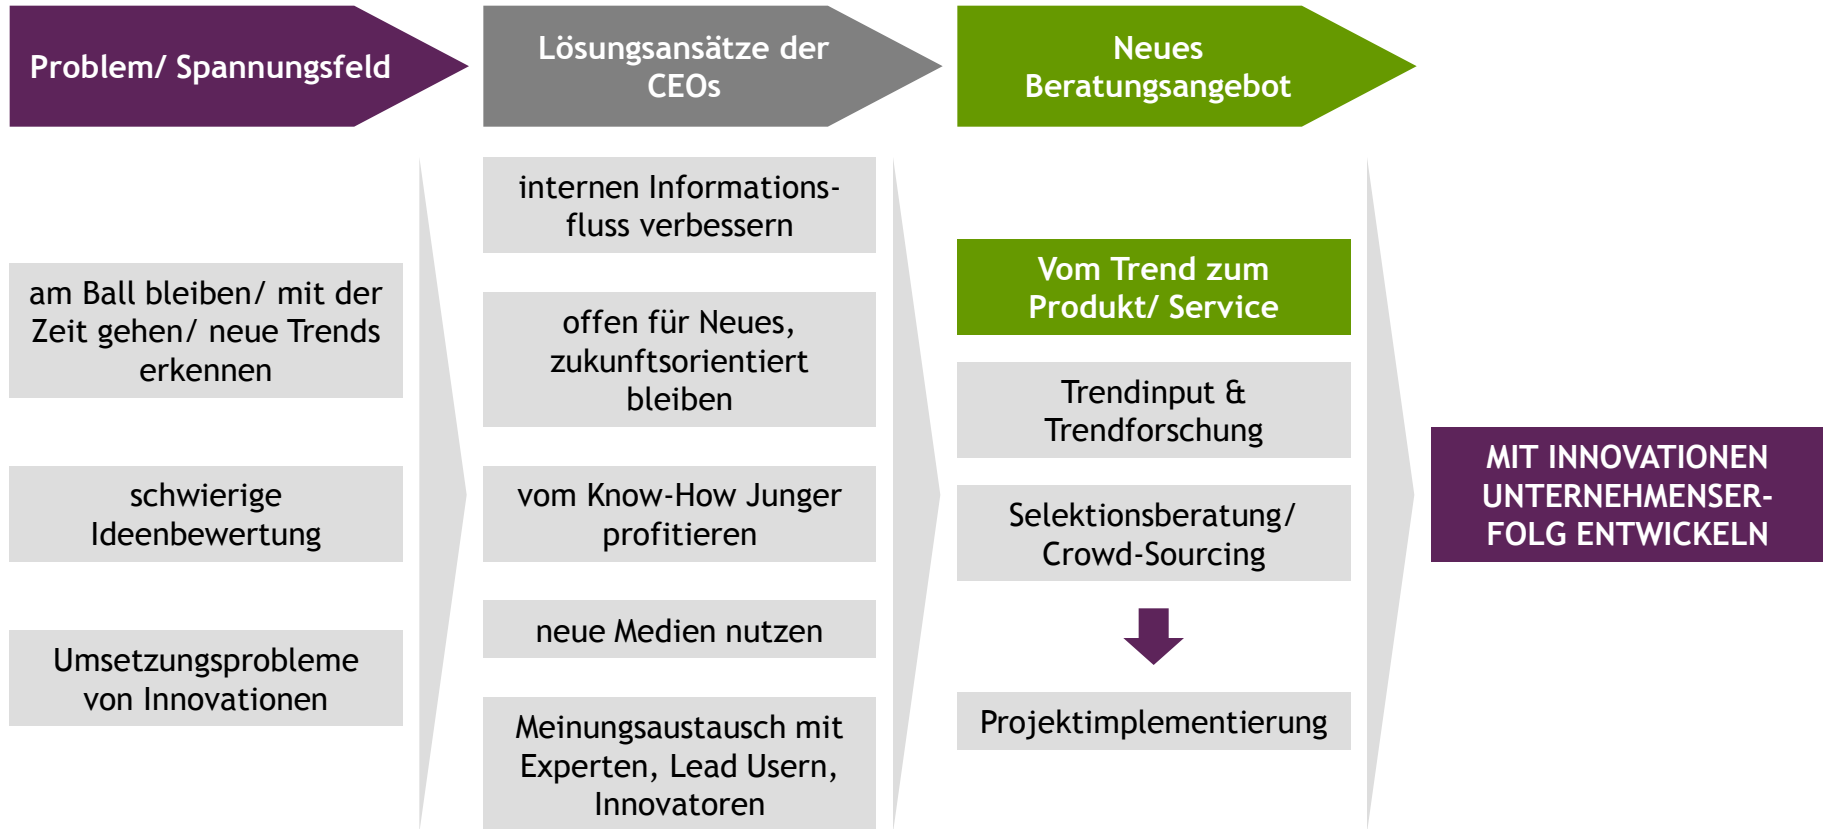 Problem/ Spannungsfeld
Lösungsansätze der
CEOs
Neues
Beratungsangebot
am Ball bleiben/ mit der
Zeit gehen/ neue Trends
erkennen
schwierige
Ideenbewertung
Umsetzungsprobleme
von Innovationen
internen Informations-
fluss verbessern
offen für Neues,
zukunftsorientiert
bleiben
vom Know-How Junger
profitieren
neue Medien nutzen
Meinungsaustausch mit
Experten, Lead Usern,
Innovatoren
Vom Trend zum
Produkt/ Service
Trendinput &
Trendforschung
Selektionsberatung/
Crowd-Sourcing
Projektimplementierung
MIT INNOVATIONEN
UNTERNEHMENSER-
FOLG ENTWICKELN